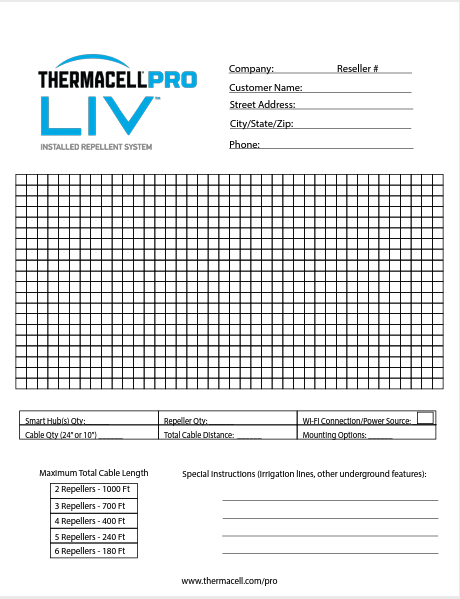 THERMACELL PRO
LIV™
INSTALLED REPELLENT SYSTEM
Company: Reseller #
Customer Name:
Street Address:
City/State/Zip:
Phone:
Smart Hub(s) Qty: Repeller Qty: Wi-Fi Connection/Power Source:
Cable Qty (24" or 10") ______ Total Cable Distance: ______ Mounting Options: ______
Maximum Total Cable Length
2 Repellers - 1000 Ft
3 Repellers - 700 Ft
4 Repellers - 400 Ft
5 Repellers - 240 Ft
6 Repellers - 180 Ft
Special Instructions (irrigation lines, other underground features):
www.thermacell.com/pro